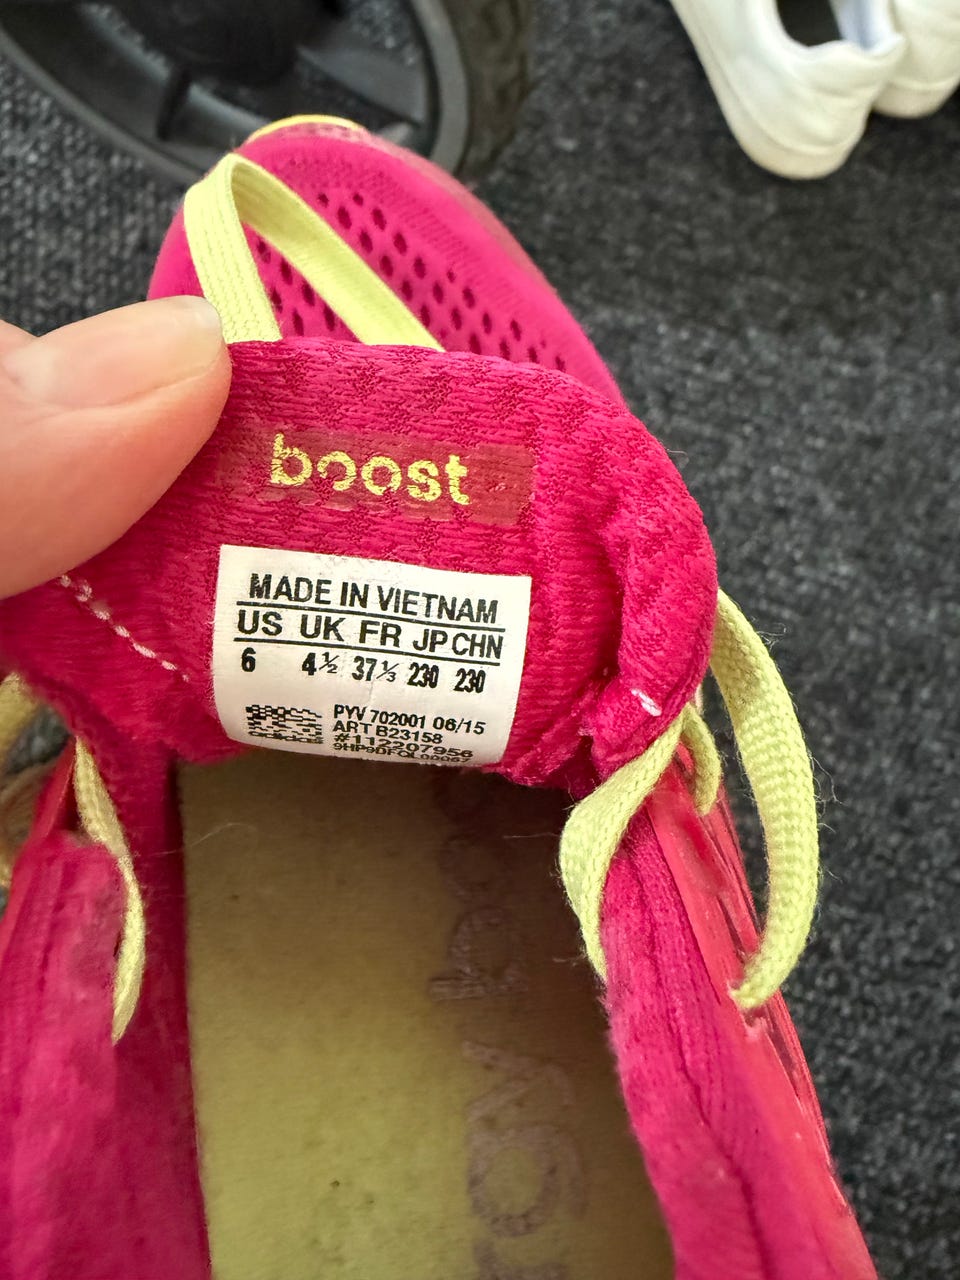 boost
MADE IN VIETNAM
US UK FR JP CHN
6 4½ 37⅓ 230 230
PYV 702001 06/15
ART B23158
#112207956
9HP9DFQL00067